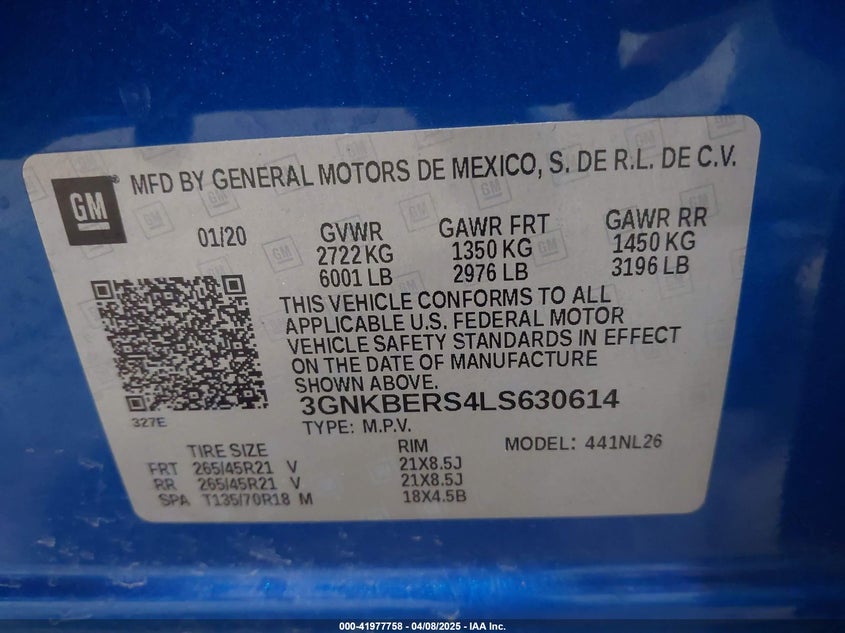 GM ® MFD BY GENERAL MOTORS DE MEXICO, S. DE R.L. DE C.V.
01/20 GVWR GAWR FRT GAWR RR
2722 KG 1350 KG 1450 KG
6001 LB 2976 LB 3196 LB
THIS VEHICLE CONFORMS TO ALL
APPLICABLE U.S. FEDERAL MOTOR
VEHICLE SAFETY STANDARDS IN EFFECT
ON THE DATE OF MANUFACTURE
SHOWN ABOVE.
327E 3GNKBERS4LS630614
TYPE: M.P.V. MODEL: 441NL26
TIRE SIZE RIM
FRT 265/45R21 V 21X8.5J
RR 265/45R21 V 21X8.5J
SPA T135/70R18 M 18X4.5B
000-41977758 - 04/08/2025 - IAA Inc.